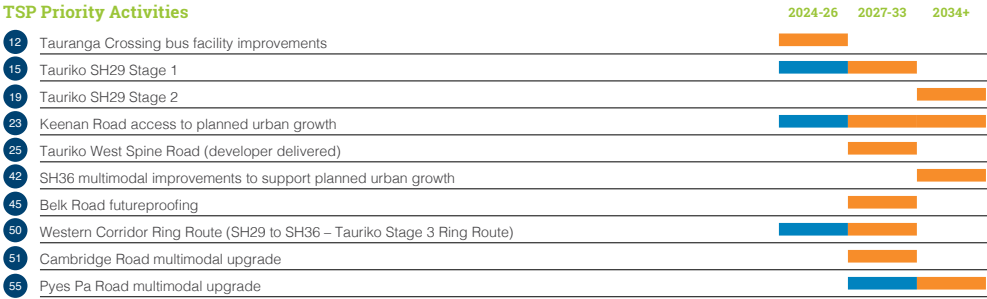 TSP Priority Activities 2024-26 2027-33 2034+
12 Tauranga Crossing bus facility improvements
15 Tauriko SH29 Stage 1
19 Tauriko SH29 Stage 2
23 Keenan Road access to planned urban growth
25 Tauriko West Spine Road (developer delivered)
42 SH36 multimodal improvements to support planned urban growth
45 Belk Road futureproofing
50 Western Corridor Ring Route (SH29 to SH36 – Tauriko Stage 3 Ring Route)
51 Cambridge Road multimodal upgrade
55 Pyes Pa Road multimodal upgrade